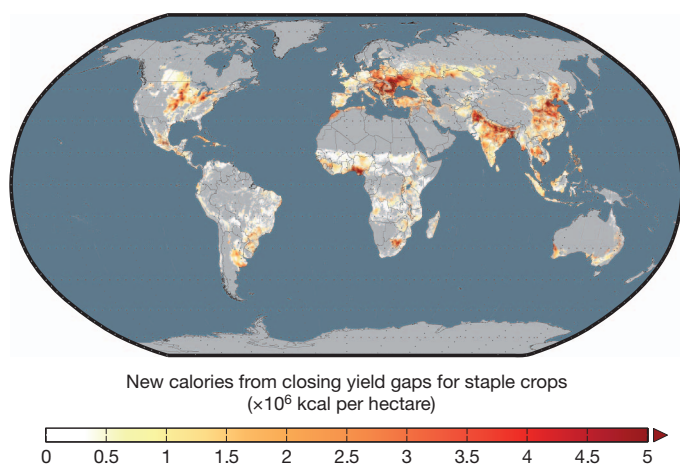 New calories from closing yield gaps for staple crops
(×10⁶ kcal per hectare)
0 0.5 1 1.5 2 2.5 3 3.5 4 4.5 5